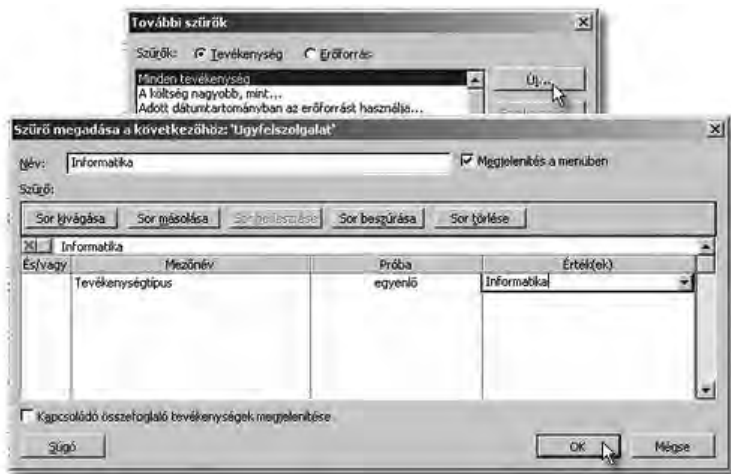 További szűrők
Szűrők: Tevékenység Erőforrás
Minden tevékenység
A költség nagyobb, mint...
Adott dátumtartományban az erőforrást használja...
Új...
Szűrő megadása a következőhöz: 'Ugyfelszolgalat'
Név: Informatika Megjelenítés a menüben
Szűrő:
Sor kivágása Sor másolása Sor beillesztése Sor beszúrása Sor törlése
Informatika
És/vagy Mezőnév Próba Érték(ek)
Tevékenységtípus egyenlő Informatika
Kapcsolódó összefoglaló tevékenységek megjelenítése
Súgó OK Mégse